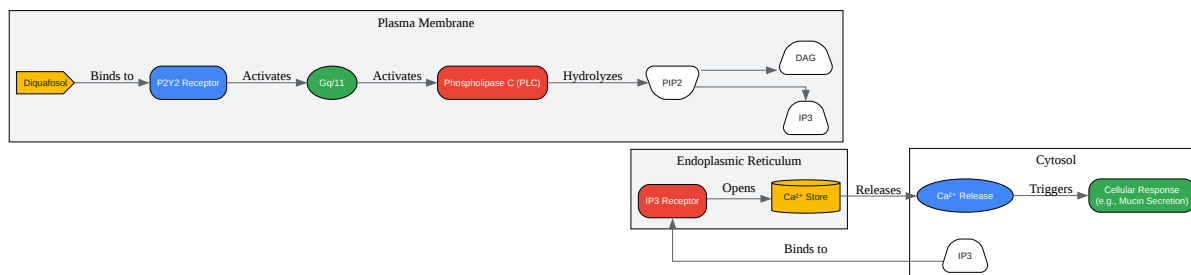 Plasma Membrane
Diquafosol
Binds to
P2Y2 Receptor
Activates
Gq/11
Activates
Phospholipase C (PLC)
Hydrolyzes
PIP2
DAG
IP3
Endoplasmic Reticulum
IP3 Receptor
Opens
Ca²⁺ Store
Releases
Cytosol
Ca²⁺ Release
Triggers
Cellular Response
(e.g., Mucin Secretion)
Binds to
IP3